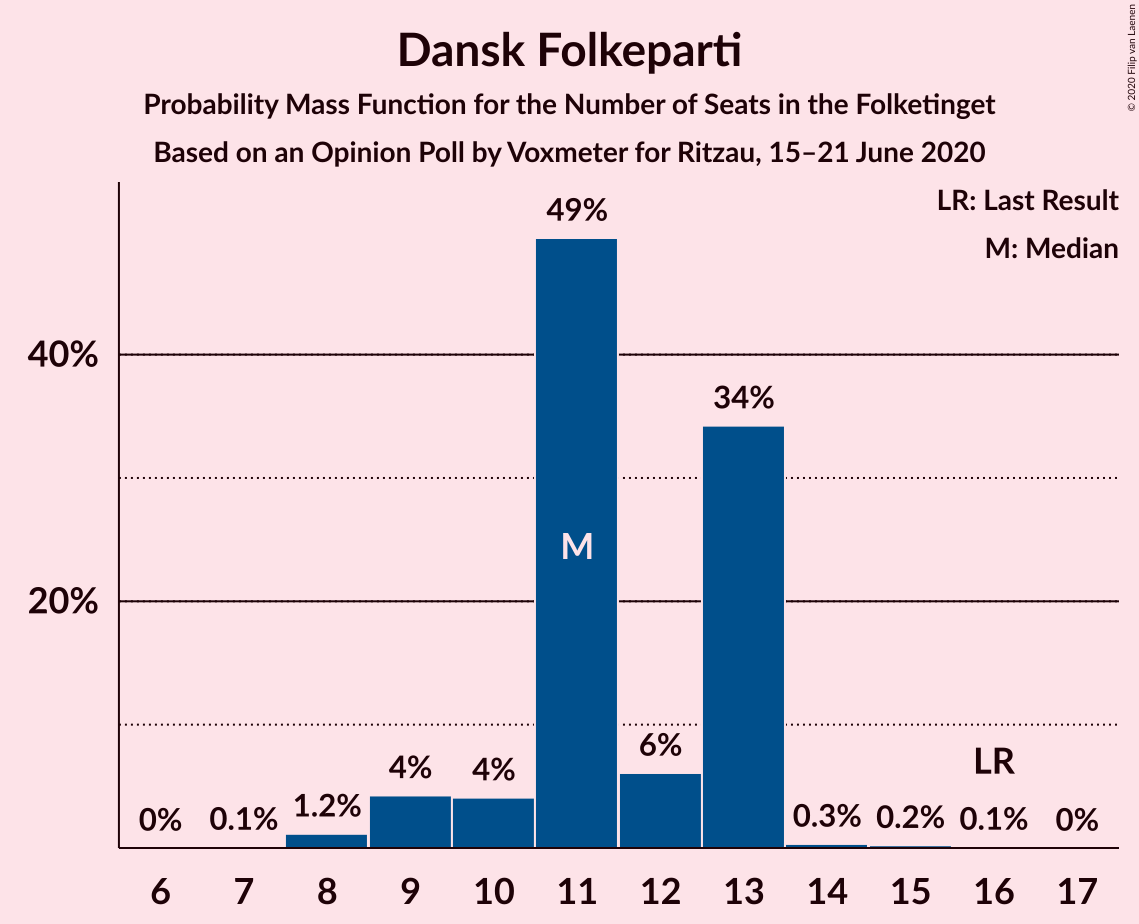 Dansk Folkeparti
Probability Mass Function for the Number of Seats in the Folketinget
Based on an Opinion Poll by Voxmeter for Ritzau, 15–21 June 2020
© 2020 Filip van Laenen
LR: Last Result
M: Median
49%
40%
34%
M
20%
6%
LR
4%
4%
1.2%
0%
0.1%
0.3%
0.2%
0.1%
0%
6 7 8 9 10 11 12 13 14 15 16 17